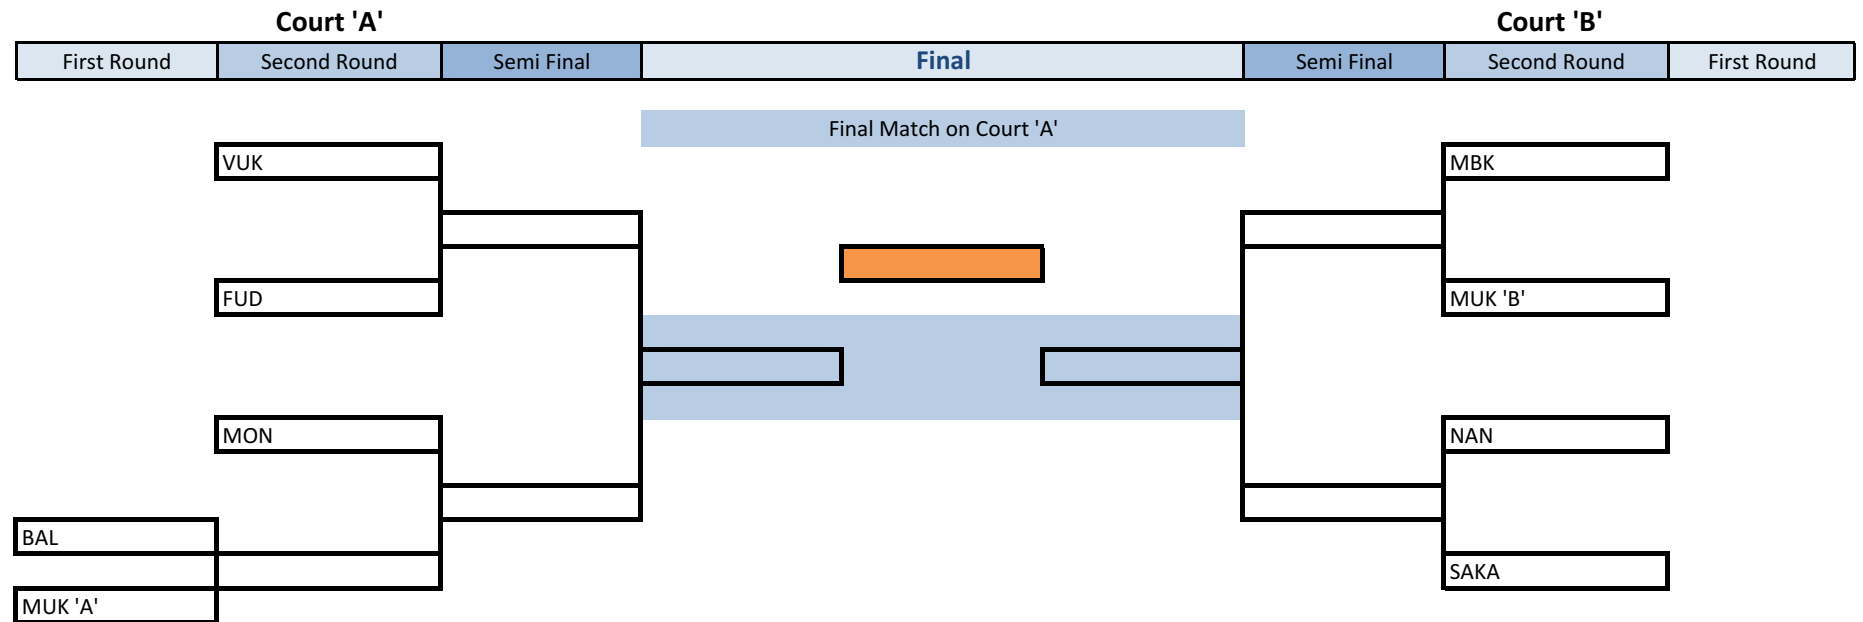 Court 'A' Court 'B'
First Round Second Round Semi Final Final Semi Final Second Round First Round
Final Match on Court 'A'
VUK MBK
FUD MUK 'B'
MON NAN
BAL
SAKA
MUK 'A'